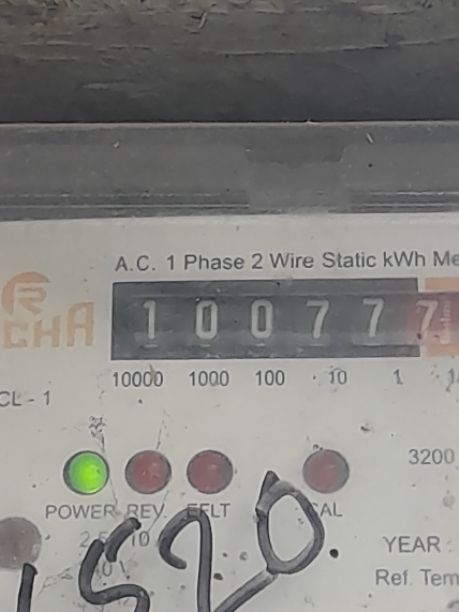 A.C. 1 Phase 2 Wire Static kWh Me
CHA
1 0 0 7 7 7
10000 1000 100 10 1
CL - 1
3200
POWER REV EFLT CAL
1520
YEAR :
Ref. Tem